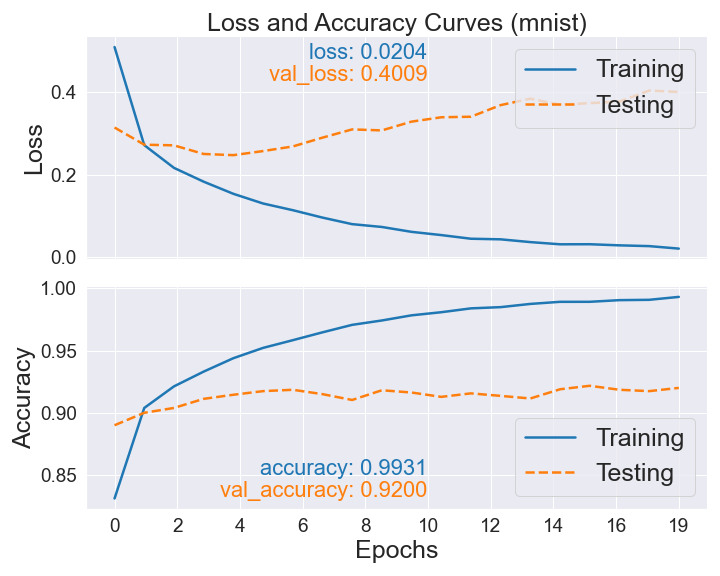 Loss and Accuracy Curves (mnist)
loss: 0.0204
val_loss: 0.4009
Training
Testing
Loss
0.4
0.2
0.0
1.00
0.95
0.90
0.85
Accuracy
accuracy: 0.9931
val_accuracy: 0.9200
Training
Testing
0 2 4 6 8 10 12 14 16 19
Epochs